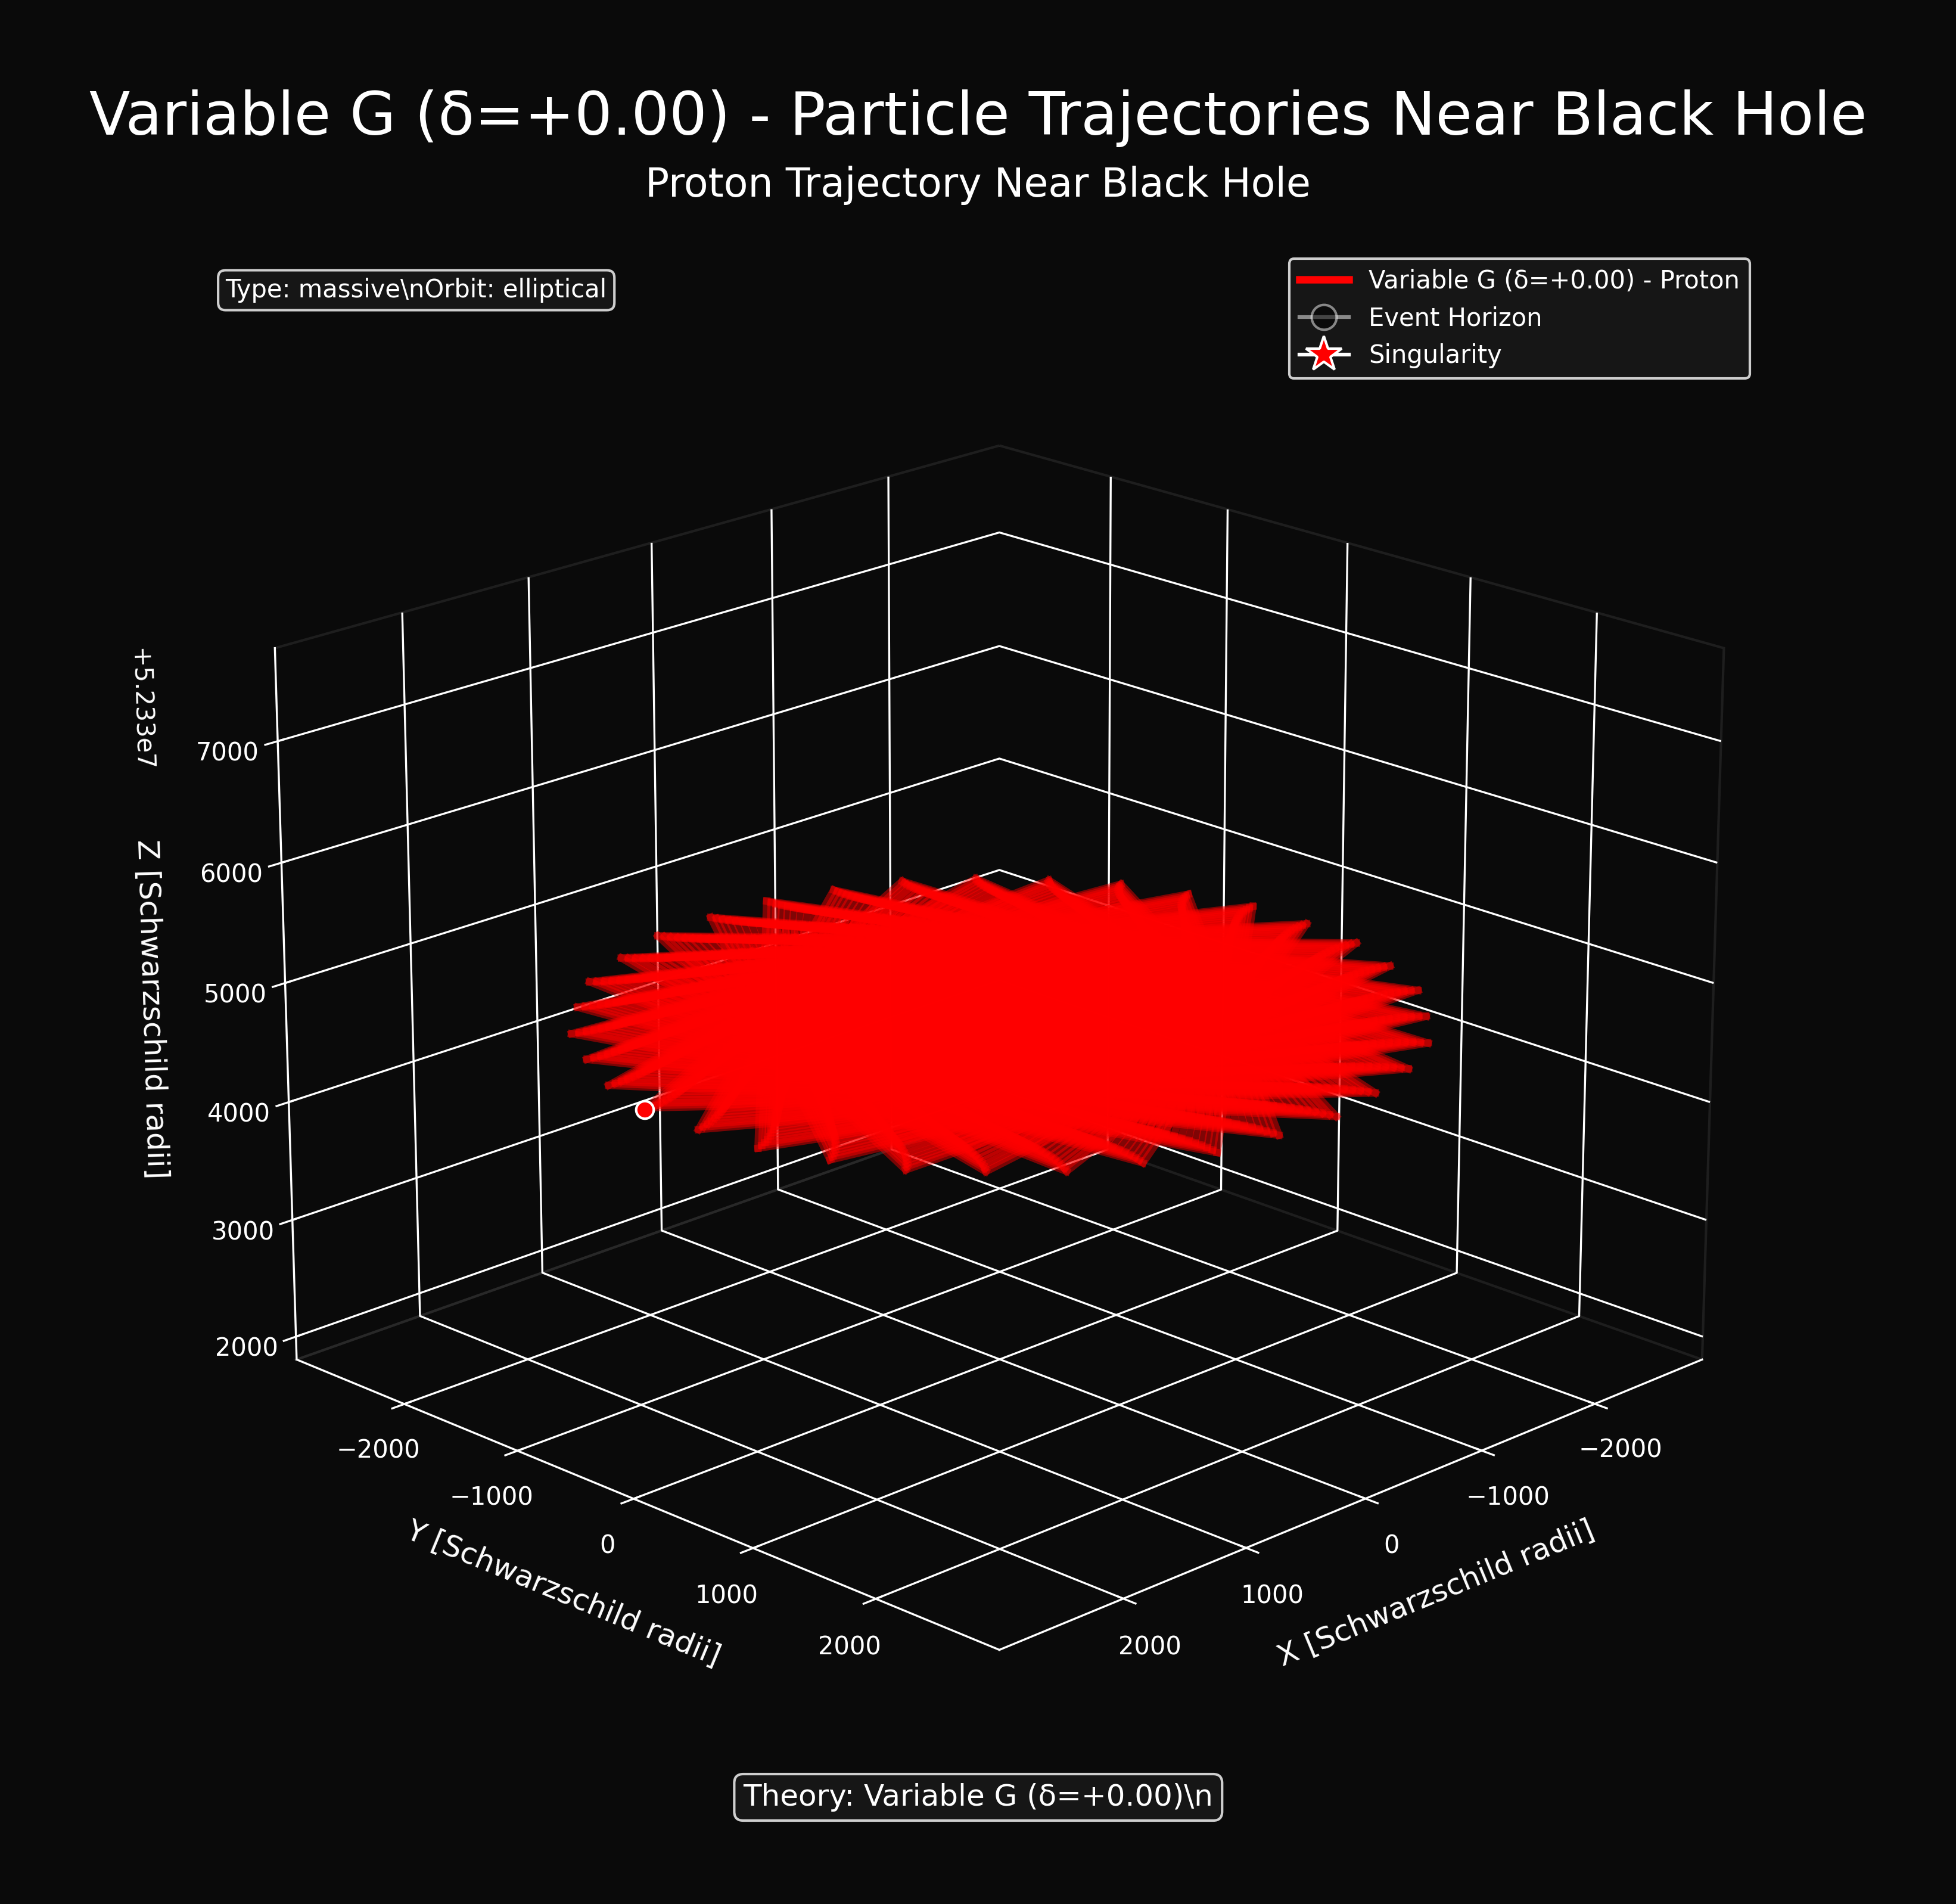 Variable G (δ=+0.00) - Particle Trajectories Near Black Hole
Proton Trajectory Near Black Hole
Type: massive\nOrbit: elliptical
Variable G (δ=+0.00) - Proton
Event Horizon
Singularity
+5.233e7
Z [Schwarzschild radii]
7000
6000
5000
4000
3000
2000
−2000
−1000
0
1000
2000
Y [Schwarzschild radii]
−2000
−1000
0
1000
2000
X [Schwarzschild radii]
Theory: Variable G (δ=+0.00)\n